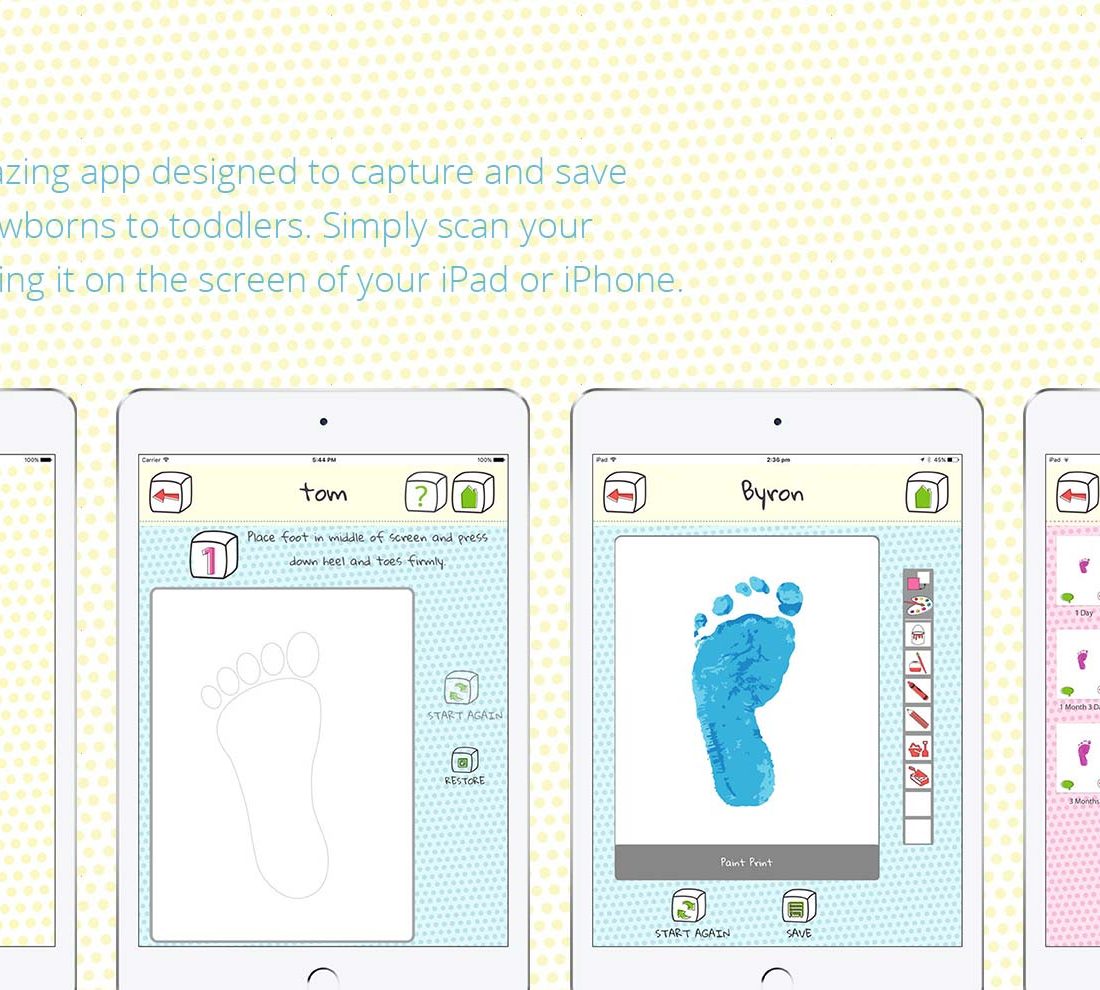 azing app designed to capture and save
wborns to toddlers. Simply scan your
ing it on the screen of your iPad or iPhone.
100%
Carrier 5:44 PM 100%
tom
?
1
Place foot in middle of screen and press
down heel and toes firmly.
START AGAIN
RESTORE
iPad 2:36 pm 45%
Byron
Paint Print
START AGAIN
SAVE
iPad
1 Day
1 Month 3 Da
3 Months